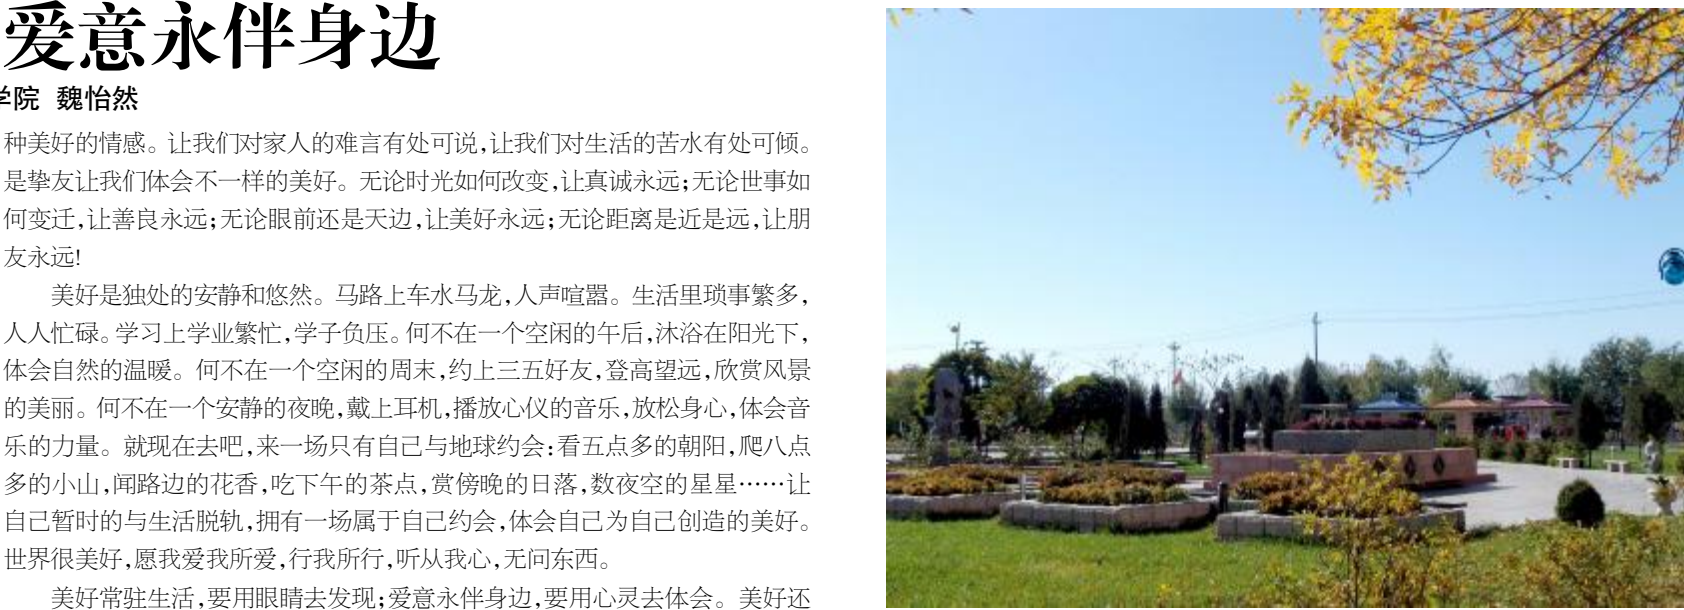 爱意永伴身边
学院 魏怡然
种美好的情感。让我们对家人的难言有处可说,让我们对生活的苦水有处可倾。
是挚友让我们体会不一样的美好。无论时光如何改变,让真诚永远;无论世事如
何变迁,让善良永远;无论眼前还是天边,让美好永远;无论距离是近是远,让朋
友永远!
美好是独处的安静和悠然。马路上车水马龙,人声喧嚣。生活里琐事繁多,
人人忙碌。学习上学业繁忙,学子负压。何不在一个空闲的午后,沐浴在阳光下,
体会自然的温暖。何不在一个空闲的周末,约上三五好友,登高望远,欣赏风景
的美丽。何不在一个安静的夜晚,戴上耳机,播放心仪的音乐,放松身心,体会音
乐的力量。就现在去吧,来一场只有自己与地球约会:看五点多的朝阳,爬八点
多的小山,闻路边的花香,吃下午的茶点,赏傍晚的日落,数夜空的星星……让
自己暂时的与生活脱轨,拥有一场属于自己约会,体会自己为自己创造的美好。
世界很美好,愿我爱我所爱,行我所行,听从我心,无问东西。
美好常驻生活,要用眼睛去发现;爱意永伴身边,要用心灵去体会。美好还